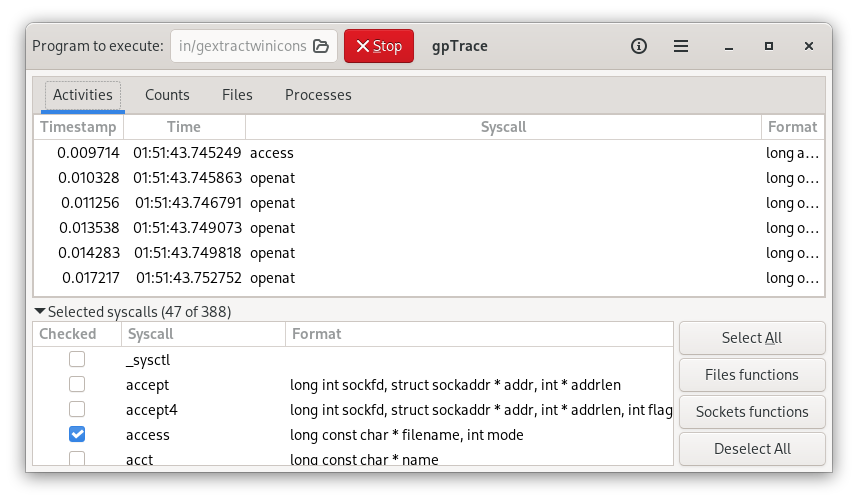 Program to execute: in/gextractwinicons Stop gpTrace
Activities Counts Files Processes
Timestamp Time Syscall Format
0.009714 01:51:43.745249 access long a…
0.010328 01:51:43.745863 openat long o…
0.011256 01:51:43.746791 openat long o…
0.013538 01:51:43.749073 openat long o…
0.014283 01:51:43.749818 openat long o…
0.017217 01:51:43.752752 openat long o…
Selected syscalls (47 of 388)
Checked Syscall Format
_sysctl
accept long int sockfd, struct sockaddr * addr, int * addrlen
accept4 long int sockfd, struct sockaddr * addr, int * addrlen, int flag
access long const char * filename, int mode
acct long const char * name
Select All
Files functions
Sockets functions
Deselect All